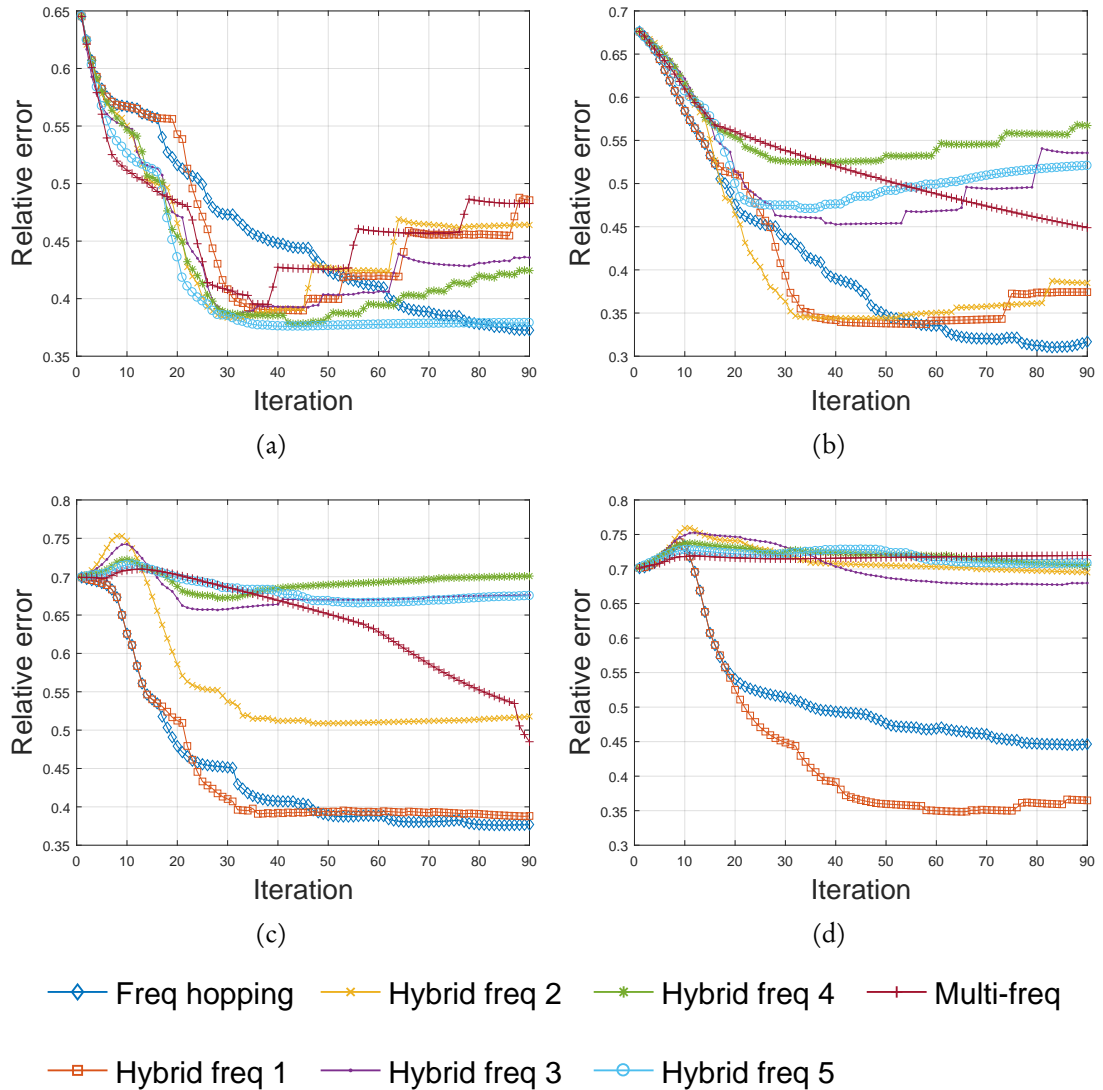 0.65
0.6
0.55
0.5
0.45
0.4
0.35
Relative error
0 10 20 30 40 50 60 70 80 90
Iteration
(a)
0.7
0.65
0.6
0.55
0.5
0.45
0.4
0.35
0.3
Relative error
0 10 20 30 40 50 60 70 80 90
Iteration
(b)
0.8
0.75
0.7
0.65
0.6
0.55
0.5
0.45
0.4
0.35
Relative error
0 10 20 30 40 50 60 70 80 90
Iteration
(c)
0.8
0.75
0.7
0.65
0.6
0.55
0.5
0.45
0.4
0.35
0.3
Relative error
0 10 20 30 40 50 60 70 80 90
Iteration
(d)
Freq hopping Hybrid freq 2 Hybrid freq 4 Multi-freq
Hybrid freq 1 Hybrid freq 3 Hybrid freq 5